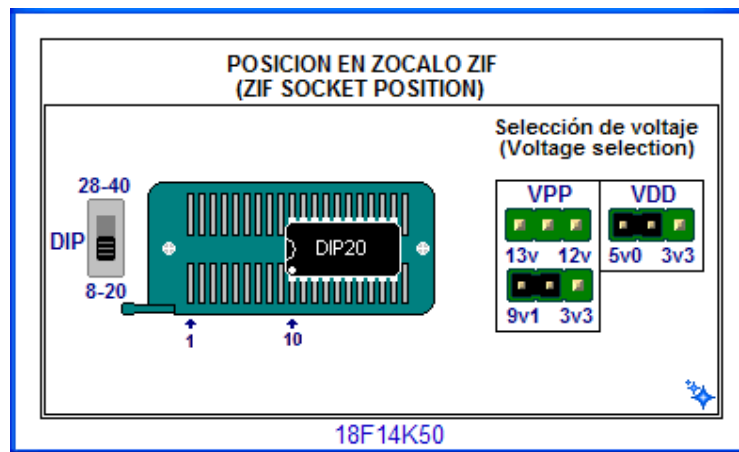 POSICION EN ZOCALO ZIF
(ZIF SOCKET POSITION)
Selección de voltaje
(Voltage selection)
28-40
DIP
8-20
DIP20
1
10
VPP
VDD
13v 12v
5v0 3v3
9v1 3v3
18F14K50